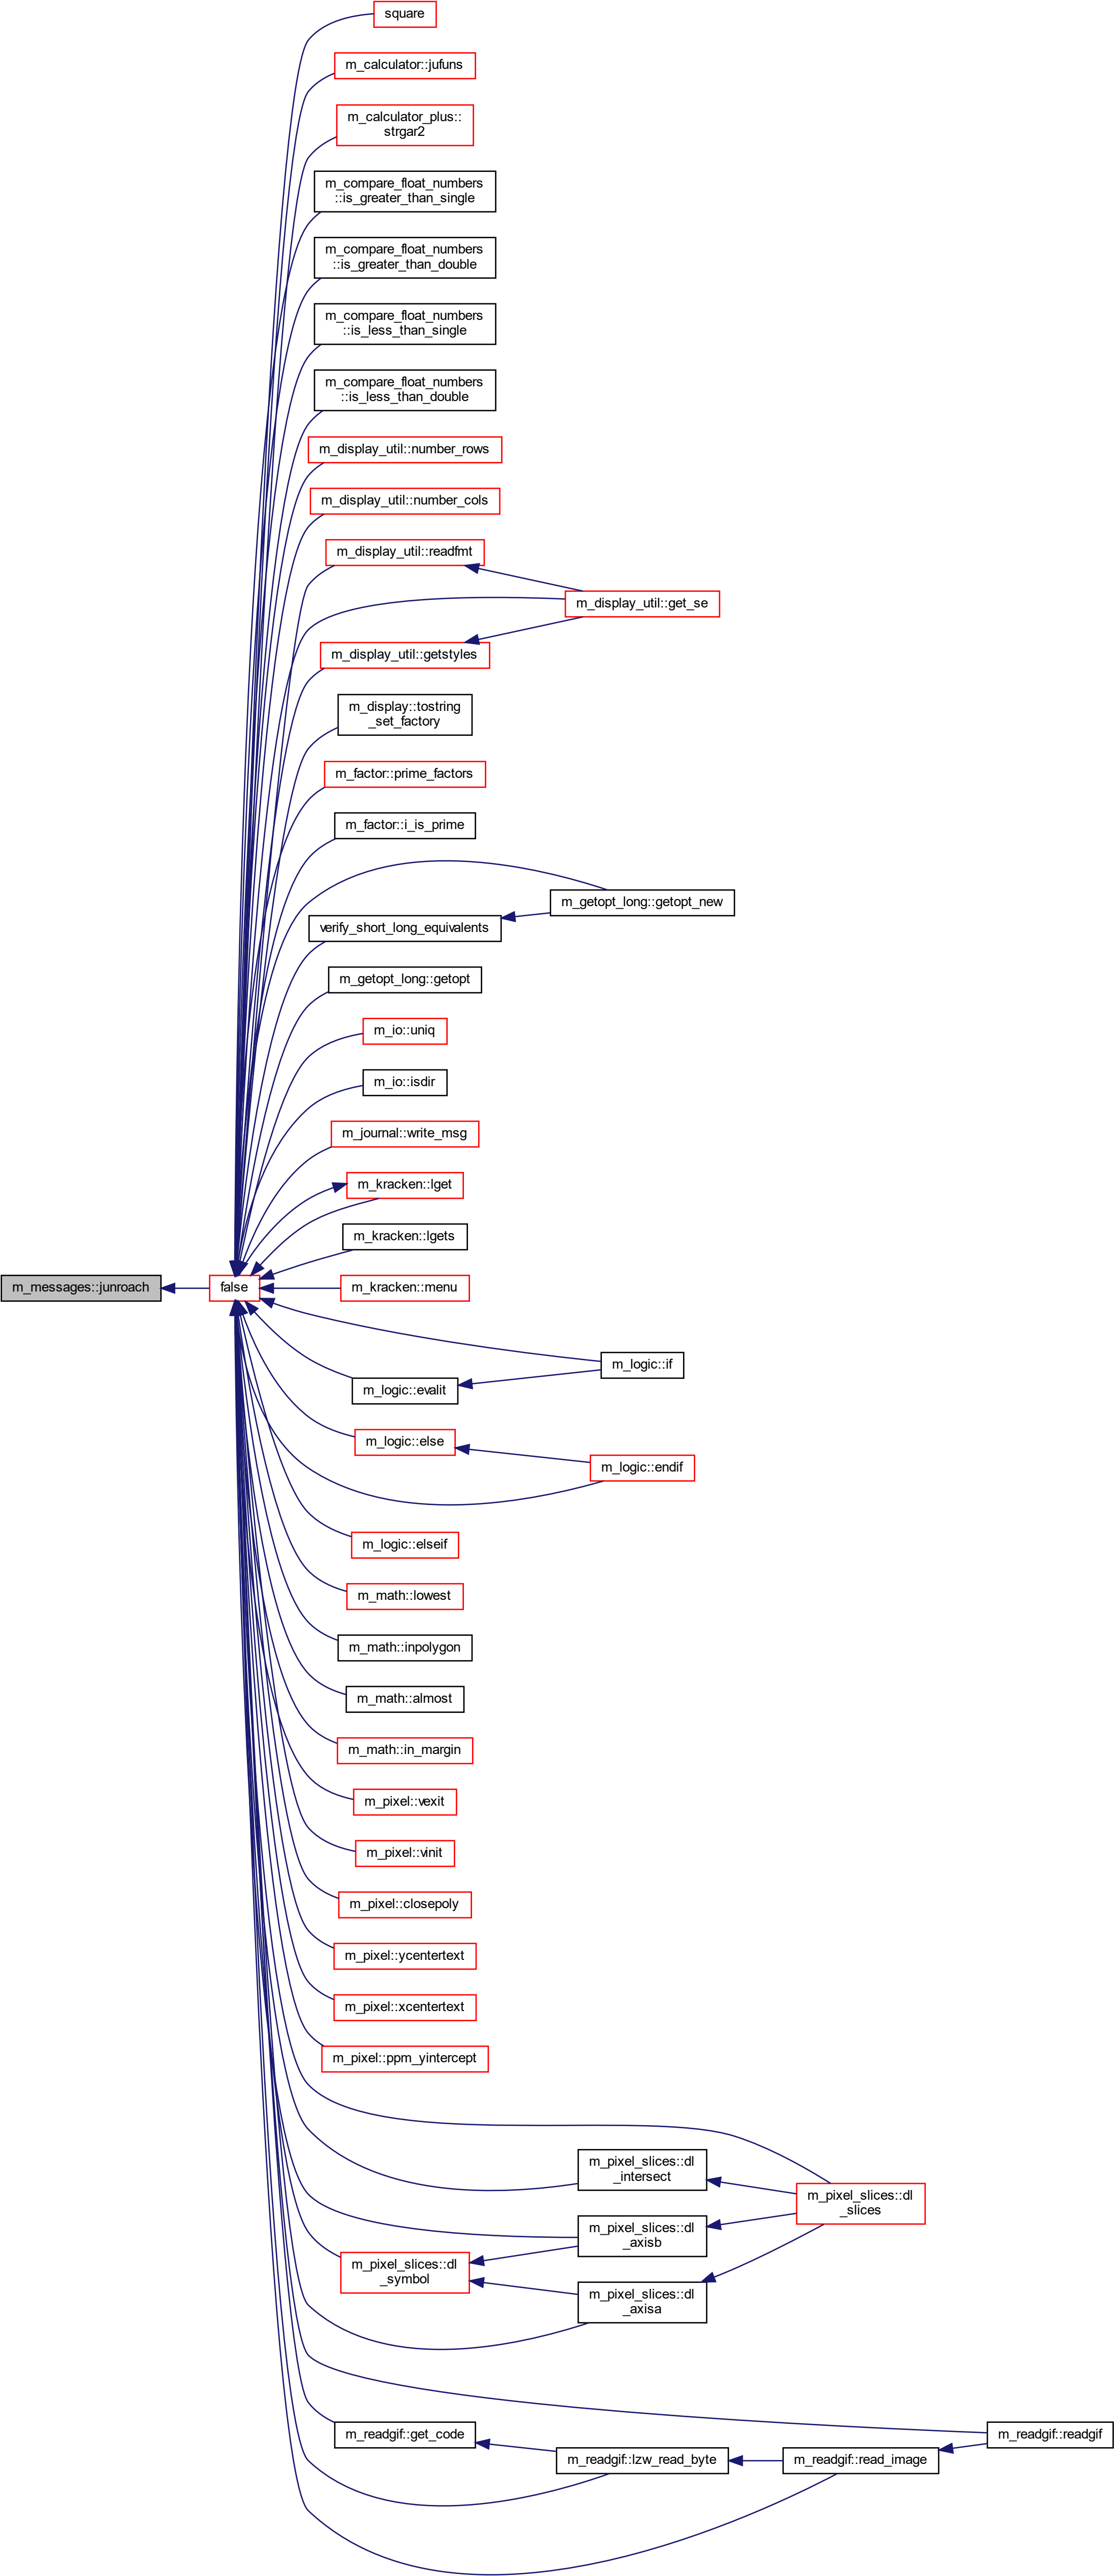 square
m_calculator::jufuns
m_calculator_plus::
strgar2
m_compare_float_numbers
::is_greater_than_single
m_compare_float_numbers
::is_greater_than_double
m_compare_float_numbers
::is_less_than_single
m_compare_float_numbers
::is_less_than_double
m_display_util::number_rows
m_display_util::number_cols
m_display_util::readfmt
m_display_util::get_se
m_display_util::getstyles
m_display::tostring
_set_factory
m_factor::prime_factors
m_factor::i_is_prime
m_getopt_long::getopt_new
verify_short_long_equivalents
m_getopt_long::getopt
m_io::uniq
m_io::isdir
m_journal::write_msg
m_kracken::lget
m_kracken::lgets
m_messages::junroach
false
m_kracken::menu
m_logic::if
m_logic::evalit
m_logic::else
m_logic::endif
m_logic::elseif
m_math::lowest
m_math::inpolygon
m_math::almost
m_math::in_margin
m_pixel::vexit
m_pixel::vinit
m_pixel::closepoly
m_pixel::ycentertext
m_pixel::xcentertext
m_pixel::ppm_yintercept
m_pixel_slices::dl
_intersect
m_pixel_slices::dl
_slices
m_pixel_slices::dl
_axisb
m_pixel_slices::dl
_symbol
m_pixel_slices::dl
_axisa
m_readgif::get_code
m_readgif::readgif
m_readgif::lzw_read_byte
m_readgif::read_image